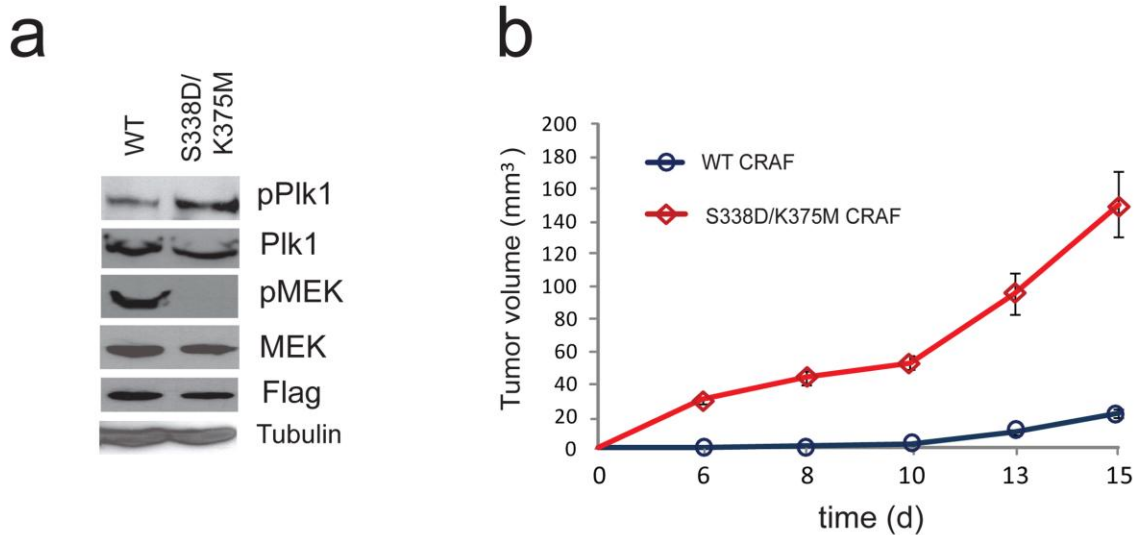 a
WT
S338D/
K375M
pPlk1
Plk1
pMEK
MEK
Flag
Tubulin
b
Tumor volume (mm³ )
200
180
160
140
120
100
80
60
40
20
0
WT CRAF
S338D/K375M CRAF
0 6 8 10 13 15
time (d)